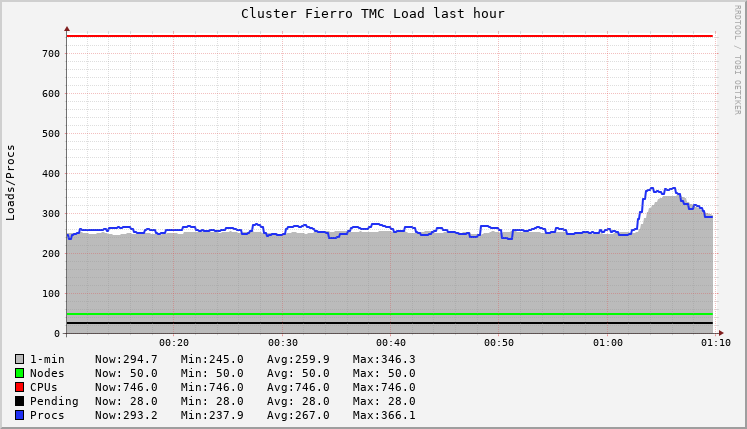 Cluster Fierro TMC Load last hour
RRDTOOL / TOBI OETIKER
Loads/Procs
700
600
500
400
300
200
100
0
00:20 00:30 00:40 00:50 01:00 01:10
1-min Now:294.7 Min:245.0 Avg:259.9 Max:346.3
Nodes Now: 50.0 Min: 50.0 Avg: 50.0 Max: 50.0
CPUs Now:746.0 Min:746.0 Avg:746.0 Max:746.0
Pending Now: 28.0 Min: 28.0 Avg: 28.0 Max: 28.0
Procs Now:293.2 Min:237.9 Avg:267.0 Max:366.1